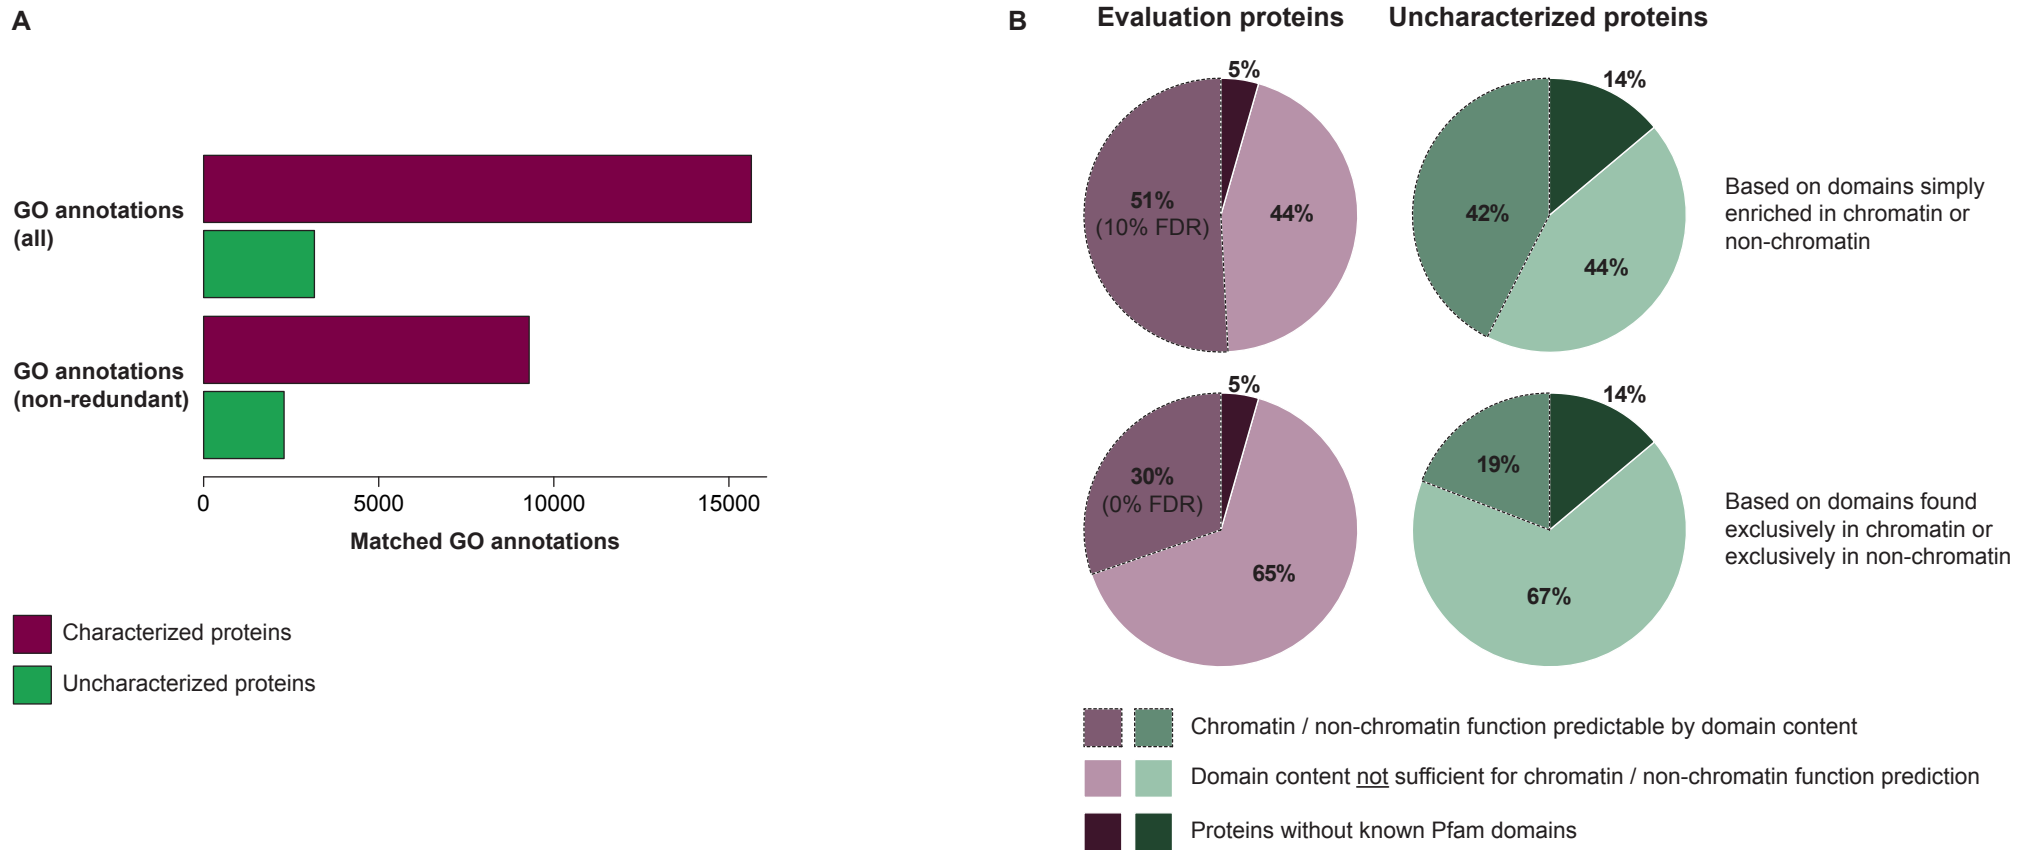 A
GO annotations
(all)
GO annotations
(non-redundant)
0
5000
10000
15000
Matched GO annotations
Characterized proteins
Uncharacterized proteins
B
Evaluation proteins
Uncharacterized proteins
5%
51%
(10% FDR)
44%
14%
42%
44%
Based on domains simply
enriched in chromatin or
non-chromatin
5%
30%
(0% FDR)
65%
14%
19%
67%
Based on domains found
exclusively in chromatin or
exclusively in non-chromatin
Chromatin / non-chromatin function predictable by domain content
Domain content not sufficient for chromatin / non-chromatin function prediction
Proteins without known Pfam domains